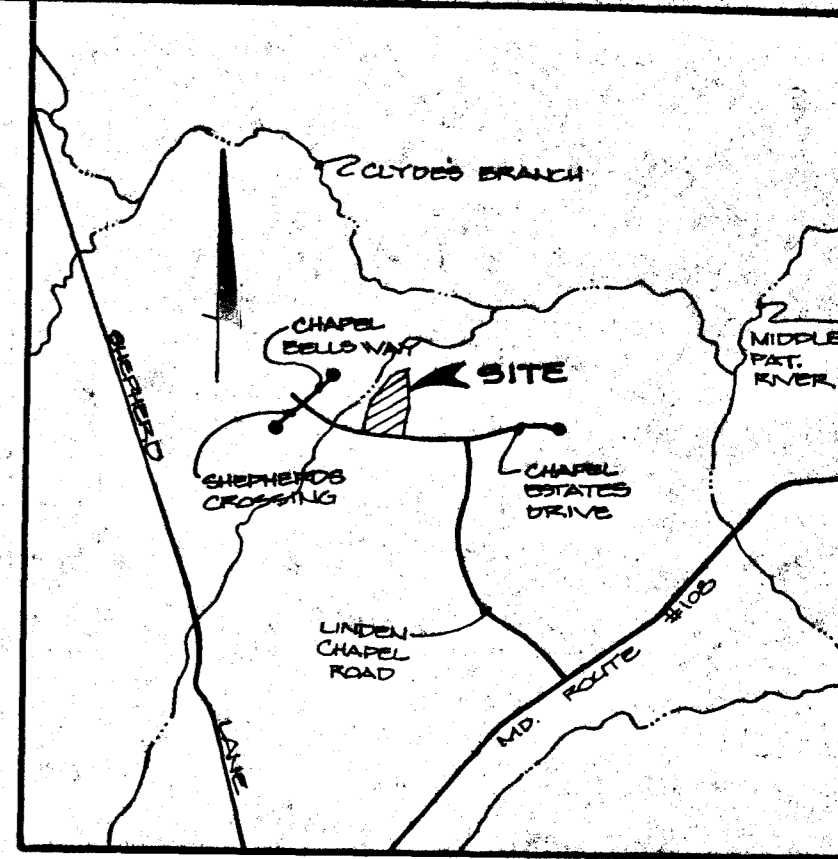 CLYDE'S BRANCH
CHAPEL
BELLS WAY
SITE
MIDDLE
PAT.
RIVER
SHEPHERD
LANE
SHEPHERDS
CROSSING
CHAPEL
ESTATES
DRIVE
LINDEN
CHAPEL
ROAD
MD. ROUTE #108